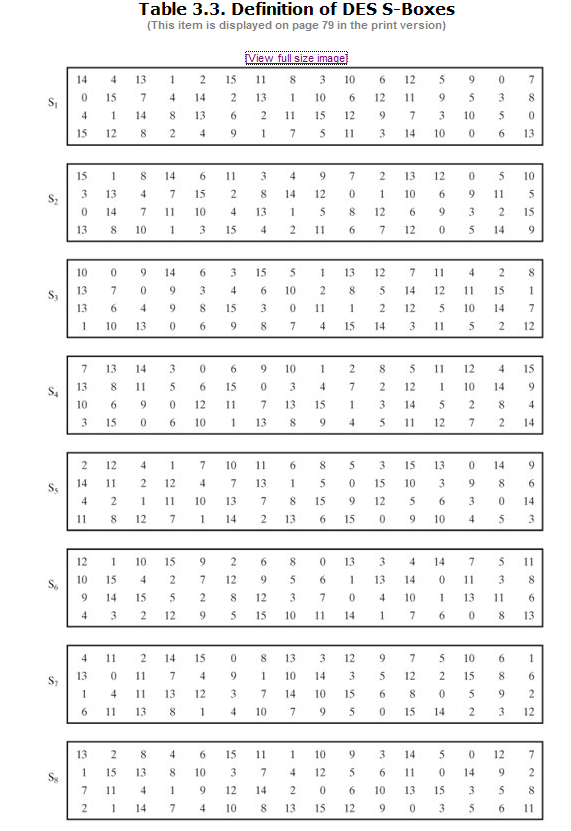 Table 3.3. Definition of DES S-Boxes
(This item is displayed on page 79 in the print version)
[View full size image]
14 4 13 1 2 15 11 8 3 10 6 12 5 9 0 7
S1 0 15 7 4 14 2 13 1 10 6 12 11 9 5 3 8
4 1 14 8 13 6 2 11 15 12 9 7 3 10 5 0
15 12 8 2 4 9 1 7 5 11 3 14 10 0 6 13
15 1 8 14 6 11 3 4 9 7 2 13 12 0 5 10
S2 3 13 4 7 15 2 8 14 12 0 1 10 6 9 11 5
0 14 7 11 10 4 13 1 5 8 12 6 9 3 2 15
13 8 10 1 3 15 4 2 11 6 7 12 0 5 14 9
10 0 9 14 6 3 15 5 1 13 12 7 11 4 2 8
S3 13 7 0 9 3 4 6 10 2 8 5 14 12 11 15 1
13 6 4 9 8 15 3 0 11 1 2 12 5 10 14 7
1 10 13 0 6 9 8 7 4 15 14 3 11 5 2 12
7 13 14 3 0 6 9 10 1 2 8 5 11 12 4 15
S4 13 8 11 5 6 15 0 3 4 7 2 12 1 10 14 9
10 6 9 0 12 11 7 13 15 1 3 14 5 2 8 4
3 15 0 6 10 1 13 8 9 4 5 11 12 7 2 14
2 12 4 1 7 10 11 6 8 5 3 15 13 0 14 9
S5 14 11 2 12 4 7 13 1 5 0 15 10 3 9 8 6
4 2 1 11 10 13 7 8 15 9 12 5 6 3 0 14
11 8 12 7 1 14 2 13 6 15 0 9 10 4 5 3
12 1 10 15 9 2 6 8 0 13 3 4 14 7 5 11
S6 10 15 4 2 7 12 9 5 6 1 13 14 0 11 3 8
9 14 15 5 2 8 12 3 7 0 4 10 1 13 11 6
4 3 2 12 9 5 15 10 11 14 1 7 6 0 8 13
4 11 2 14 15 0 8 13 3 12 9 7 5 10 6 1
S7 13 0 11 7 4 9 1 10 14 3 5 12 2 15 8 6
1 4 11 13 12 3 7 14 10 15 6 8 0 5 9 2
6 11 13 8 1 4 10 7 9 5 0 15 14 2 3 12
13 2 8 4 6 15 11 1 10 9 3 14 5 0 12 7
S8 1 15 13 8 10 3 7 4 12 5 6 11 0 14 9 2
7 11 4 1 9 12 14 2 0 6 10 13 15 3 5 8
2 1 14 7 4 10 8 13 15 12 9 0 3 5 6 11